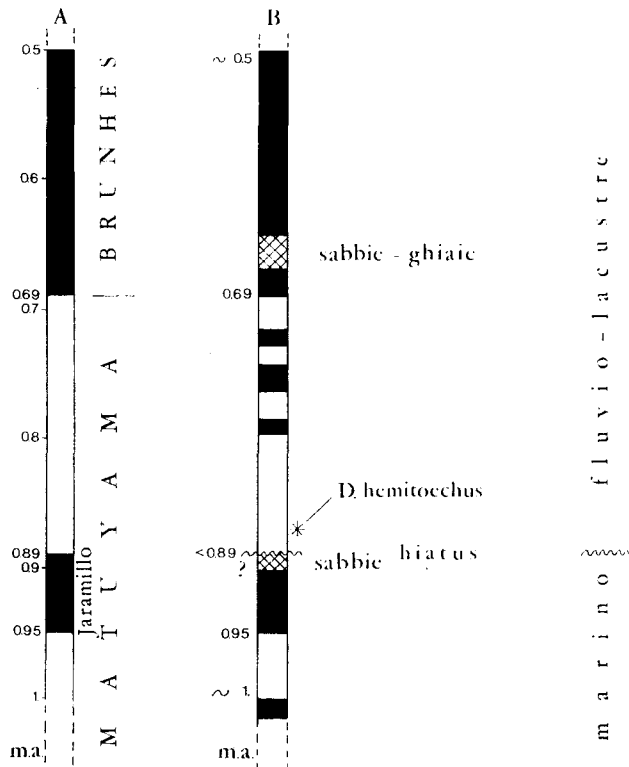 A
B
0.5
~ 0.5
0.6
BRUNHES
sabbie - ghiaie
0.69
0.69
0.7
fluvio-lacustre
0.8
D. hemitoechus
0.89
<0.89
hiatus
sabbie
0.9
?
Jaramillo
MATUYAMA
0.95
0.95
marino
1.
~ 1.
m.a.
m.a.